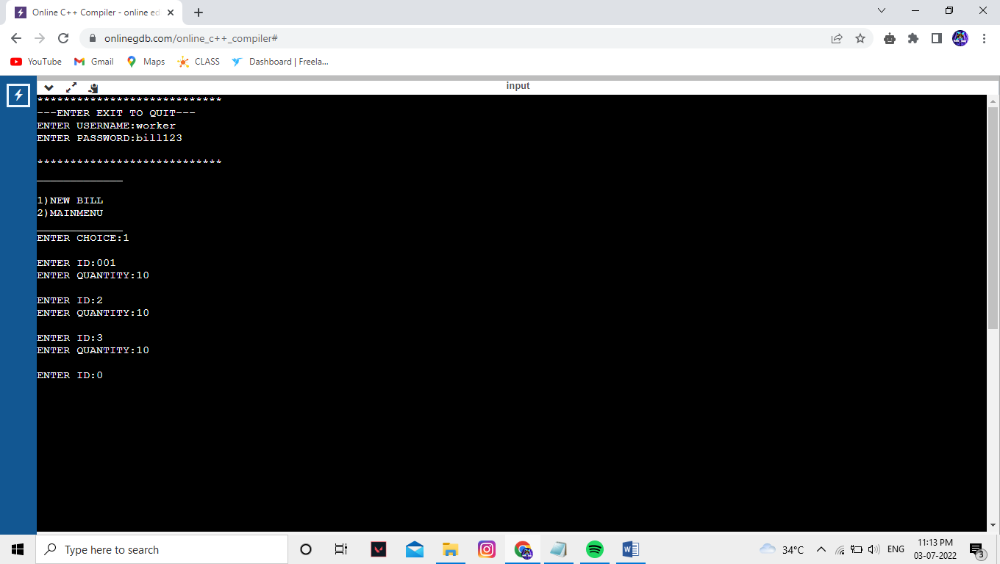 Online C++ Compiler - online ed
onlinegdb.com/online_c++_compiler#
YouTube Gmail Maps CLASS Dashboard | Freela...
input
****************************
---ENTER EXIT TO QUIT---
ENTER USERNAME:worker
ENTER PASSWORD:bill123
****************************
_____________
1)NEW BILL
2)MAINMENU
_____________
ENTER CHOICE:1
ENTER ID:001
ENTER QUANTITY:10
ENTER ID:2
ENTER QUANTITY:10
ENTER ID:3
ENTER QUANTITY:10
ENTER ID:0
Type here to search
34°C
ENG
11:13 PM
03-07-2022
3